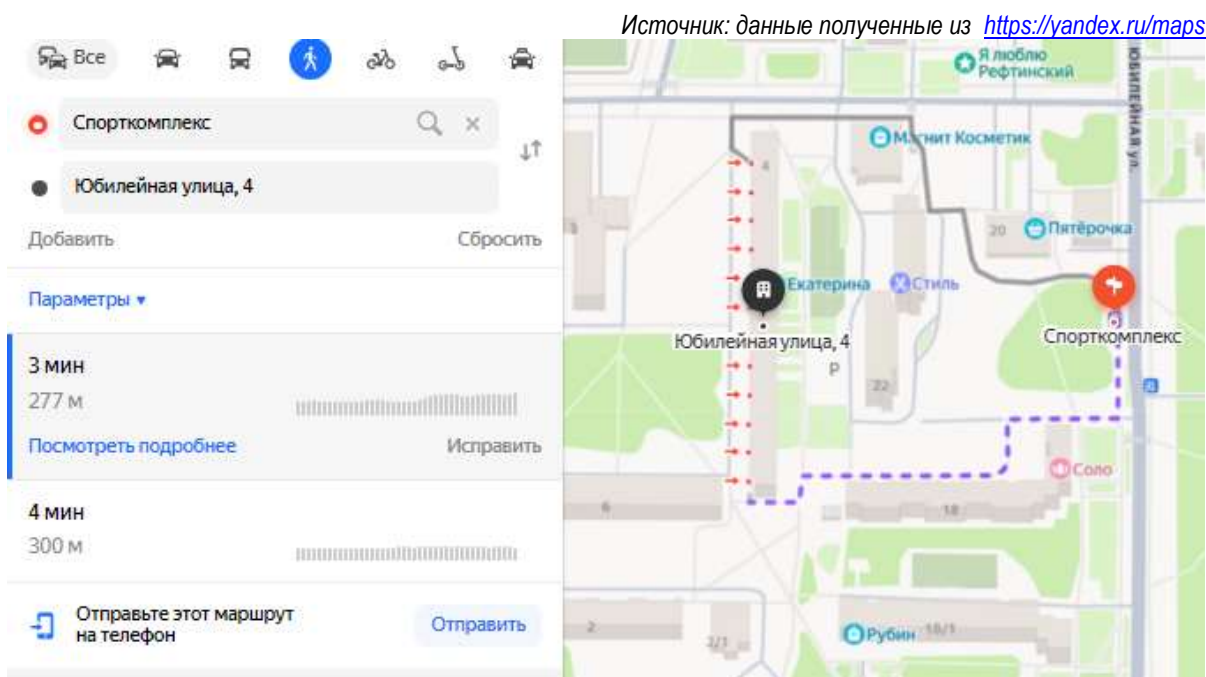 Источник: данные полученные из https://yandex.ru/maps
Все
Спорткомплекс
Юбилейная улица, 4
Добавить
Сбросить
Параметры
3 мин
277 м
Посмотреть подробнее
Исправить
4 мин
300 м
Отправьте этот маршрут
на телефон
Отправить
Я люблю
Рефтинский
ЮБИЛЕЙНАЯ ул.
Магнит Косметик
4
20
Пятёрочка
Екатерина
Стиль
Юбилейная улица, 4
Спорткомплекс
22
Соло
6
18
2
2/1
Рубин
18/1